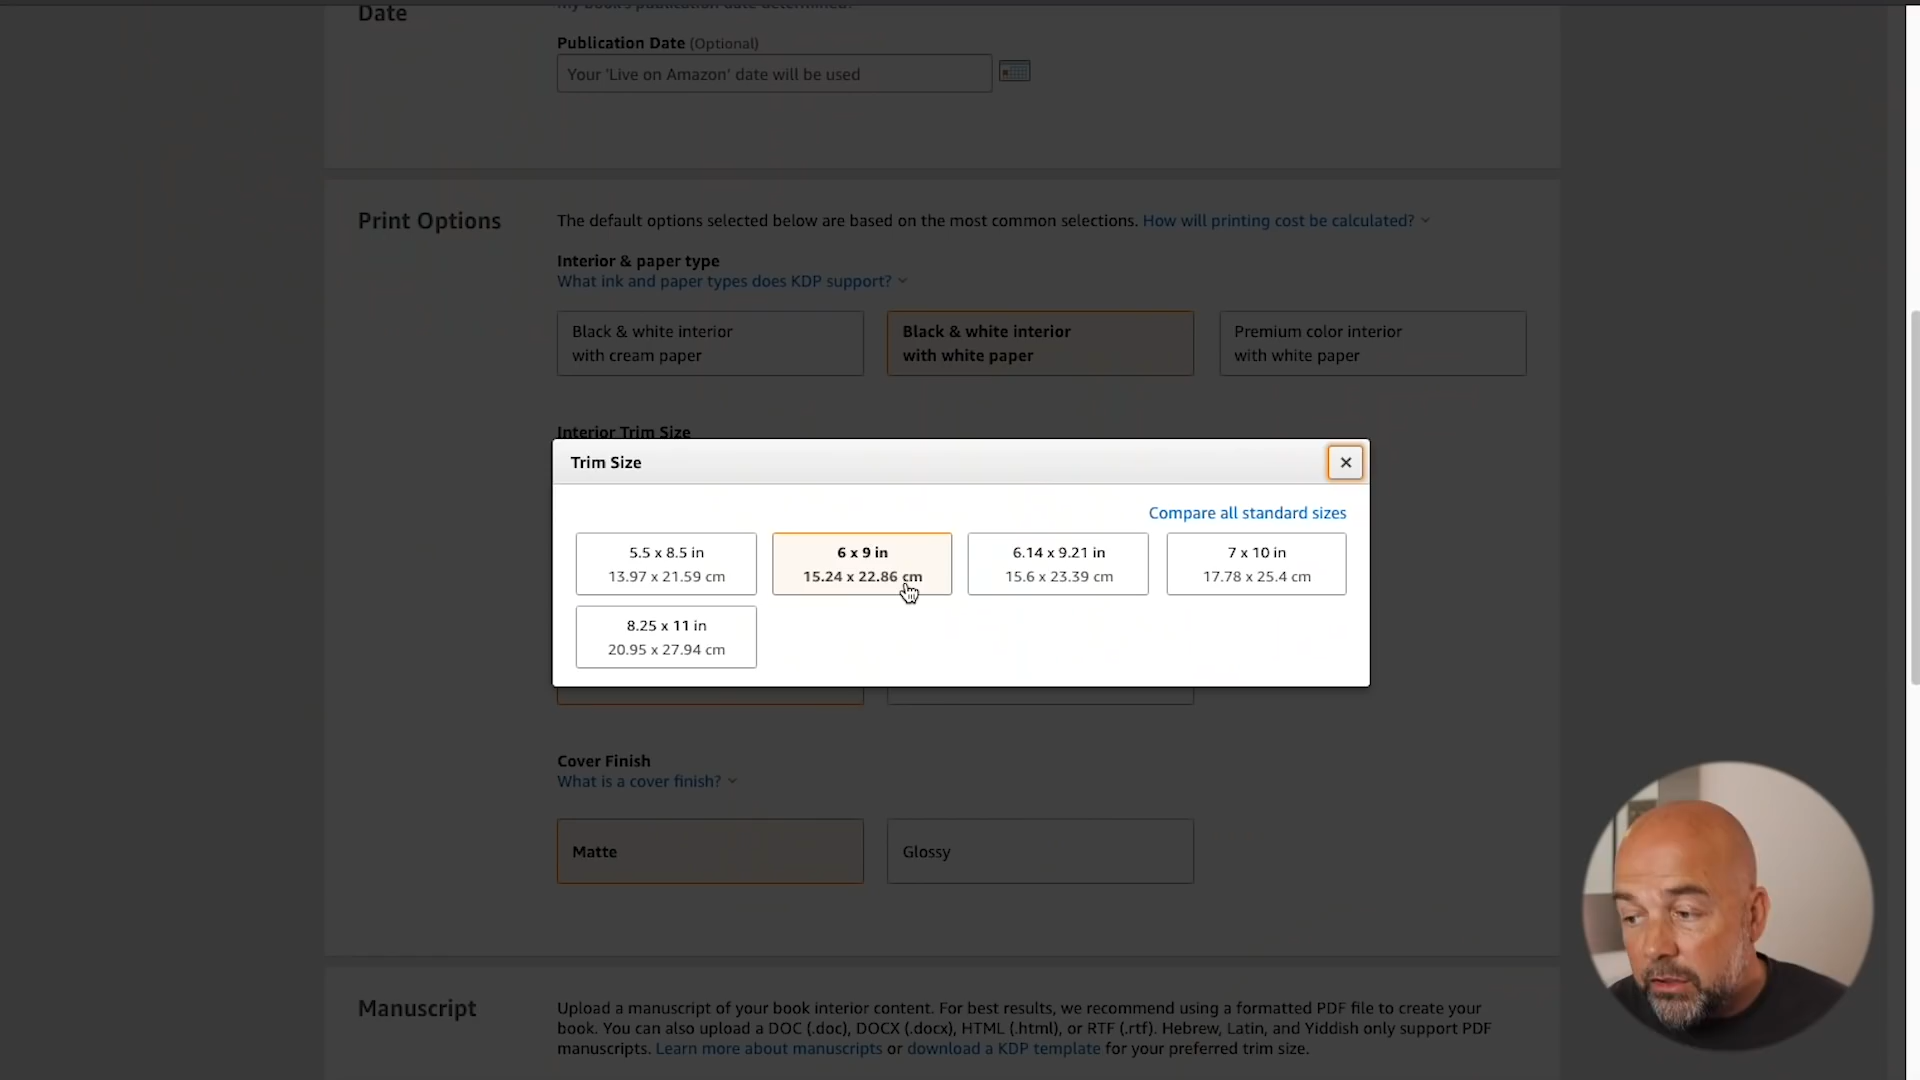 Date
my book's publication date determined?
Publication Date (Optional)
Your 'Live on Amazon' date will be used
Print Options
The default options selected below are based on the most common selections. How will printing cost be calculated?
Interior & paper type
What ink and paper types does KDP support?
Black & white interior
with cream paper
Black & white interior
with white paper
Premium color interior
with white paper
Interior Trim Size
Trim Size
×
Compare all standard sizes
5.5 x 8.5 in
13.97 x 21.59 cm
6 x 9 in
15.24 x 22.86 cm
6.14 x 9.21 in
15.6 x 23.39 cm
7 x 10 in
17.78 x 25.4 cm
8.25 x 11 in
20.95 x 27.94 cm
Cover Finish
What is a cover finish?
Matte
Glossy
Manuscript
Upload a manuscript of your book interior content. For best results, we recommend using a formatted PDF file to create your
book. You can also upload a DOC (.doc), DOCX (.docx), HTML (.html), or RTF (.rtf). Hebrew, Latin, and Yiddish only support PDF
manuscripts. Learn more about manuscripts or download a KDP template for your preferred trim size.